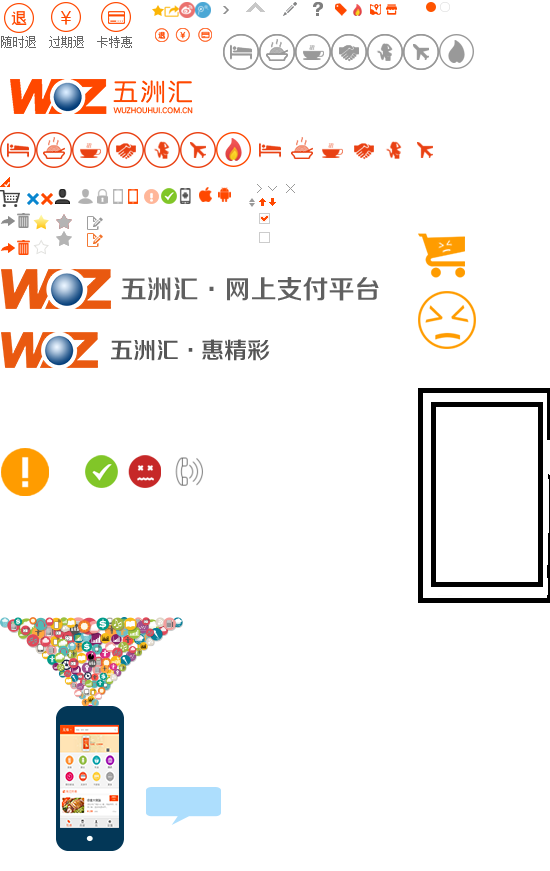 退 ¥
随时退 过期退 卡特惠
退 ¥
WOZ 五洲汇
WUZHOUHUI.COM.CN
WOZ 五洲汇·网上支付平台
WOZ 五洲汇·惠精彩